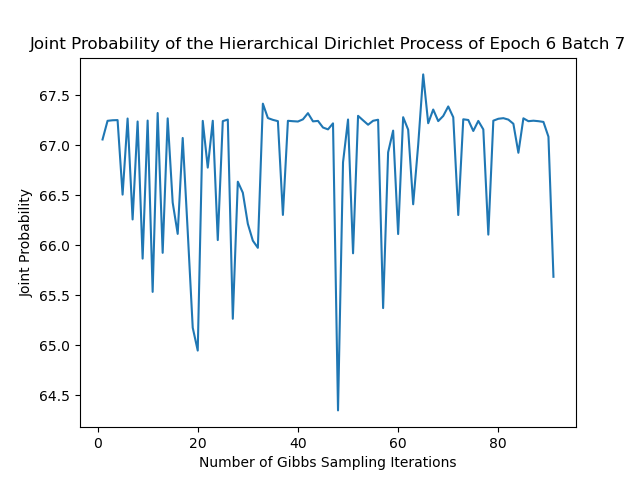 Joint Probability of the Hierarchical Dirichlet Process of Epoch 6 Batch 7
67.5
67.0
66.5
66.0
65.5
65.0
64.5
Joint Probability
0 20 40 60 80
Number of Gibbs Sampling Iterations